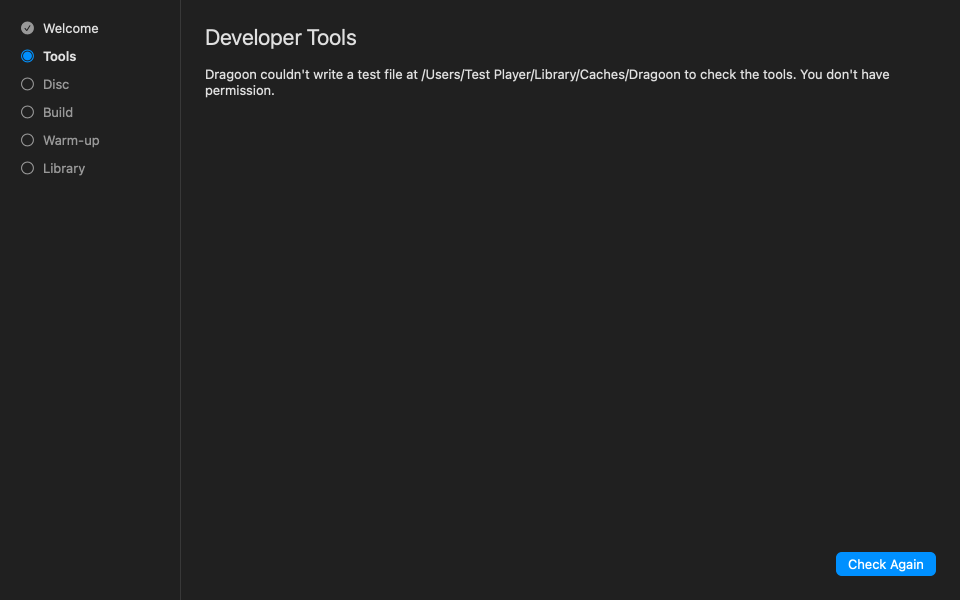 Welcome
Tools
Disc
Build
Warm-up
Library
Developer Tools
Dragoon couldn't write a test file at /Users/Test Player/Library/Caches/Dragoon to check the tools. You don't have
permission.
Check Again